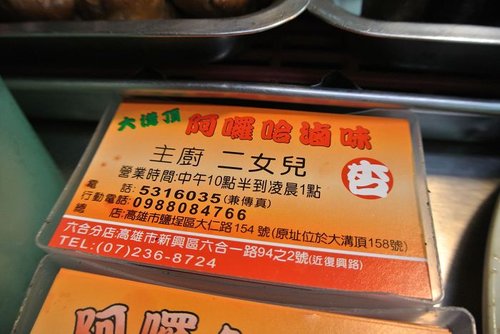 大溝頂 阿囉哈滷味
主廚 二女兒
營業時間:中午10點半到凌晨1點
電 話:5316035(兼傳真)
行動電話:0988084766
總 店:高雄市鹽埕區大仁路154號(原址位於大溝頂158號)
六合分店:高雄市新興區六合一路94之2號(近復興路)
TEL:(07)236-8724
阿囉